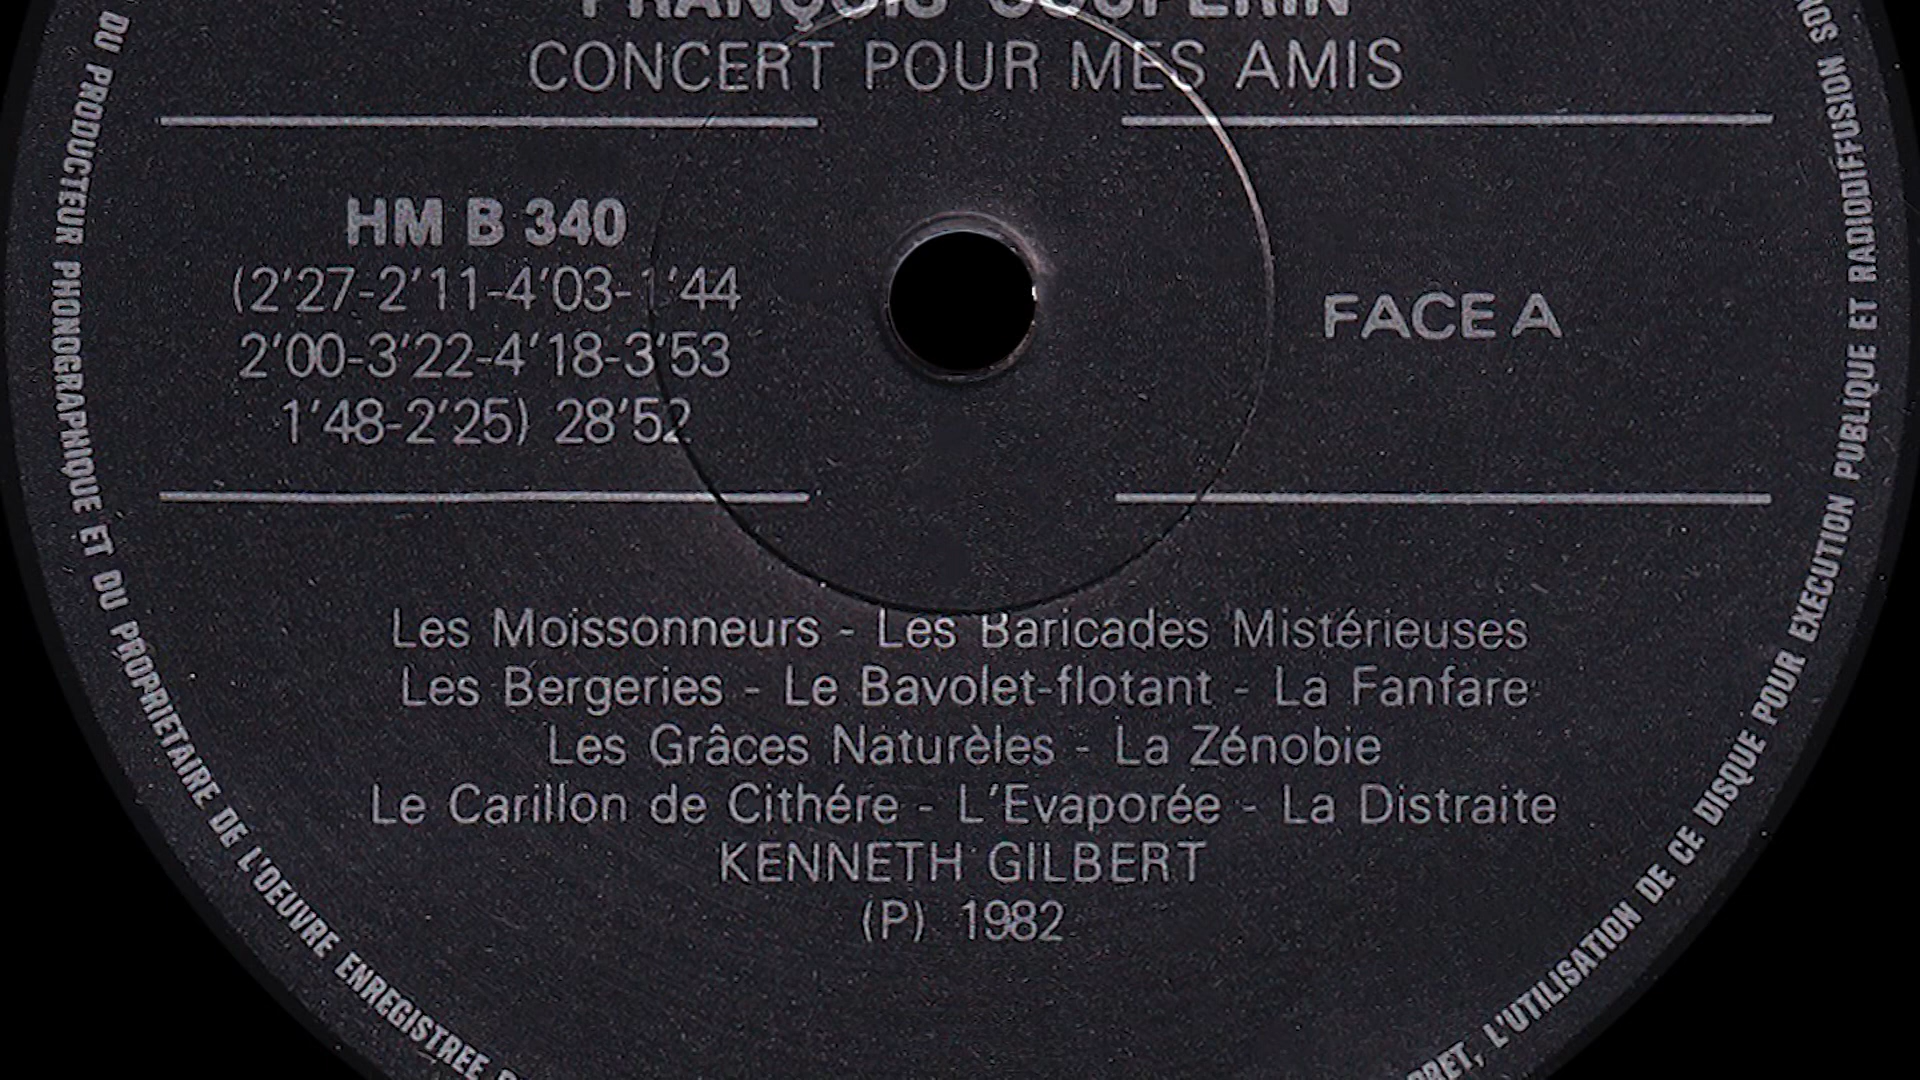 FRANÇOIS COUPERIN
CONCERT POUR MES AMIS
HM B 340
(2'27-2'11-4'03-1'44
2'00-3'22-4'18-3'53
1'48-2'25) 28'52
FACE A
Les Moissonneurs - Les Baricades Mistérieuses
Les Bergeries - Le Bavolet-flotant - La Fanfare
Les Grâces Naturèles - La Zénobie
Le Carillon de Cithére - L'Evaporée - La Distraite
KENNETH GILBERT
(P) 1982
DU PRODUCTEUR PHONOGRAPHIQUE ET DU PROPRIETAIRE DE L'OEUVRE ENREGISTREE
L'UTILISATION DE CE DISQUE POUR EXECUTION PUBLIQUE ET RADIODIFFUSION